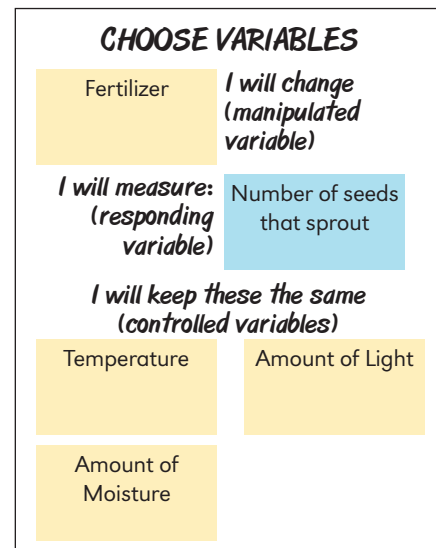 CHOOSE VARIABLES
Fertilizer
I will change
(manipulated
variable)
I will measure:
(responding
variable)
Number of seeds
that sprout
I will keep these the same
(controlled variables)
Temperature
Amount of Light
Amount of
Moisture